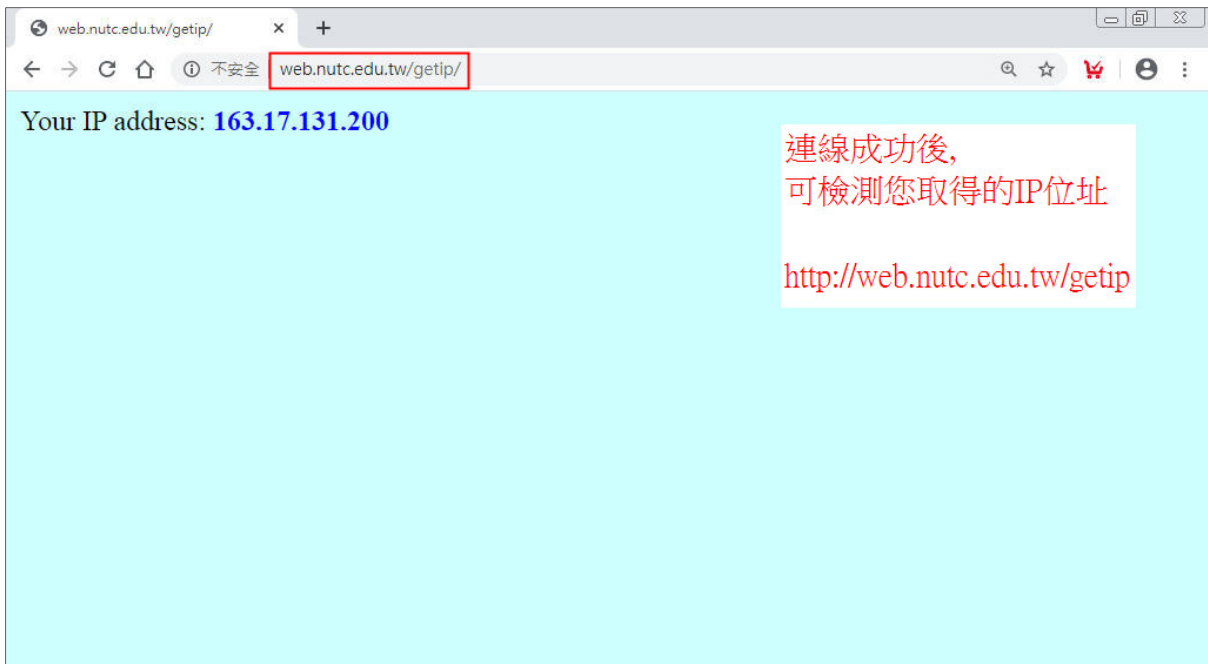 web.nutc.edu.tw/getip/
不安全 web.nutc.edu.tw/getip/
Your IP address: 163.17.131.200
連線成功後,
可檢測您取得的IP位址
http://web.nutc.edu.tw/getip